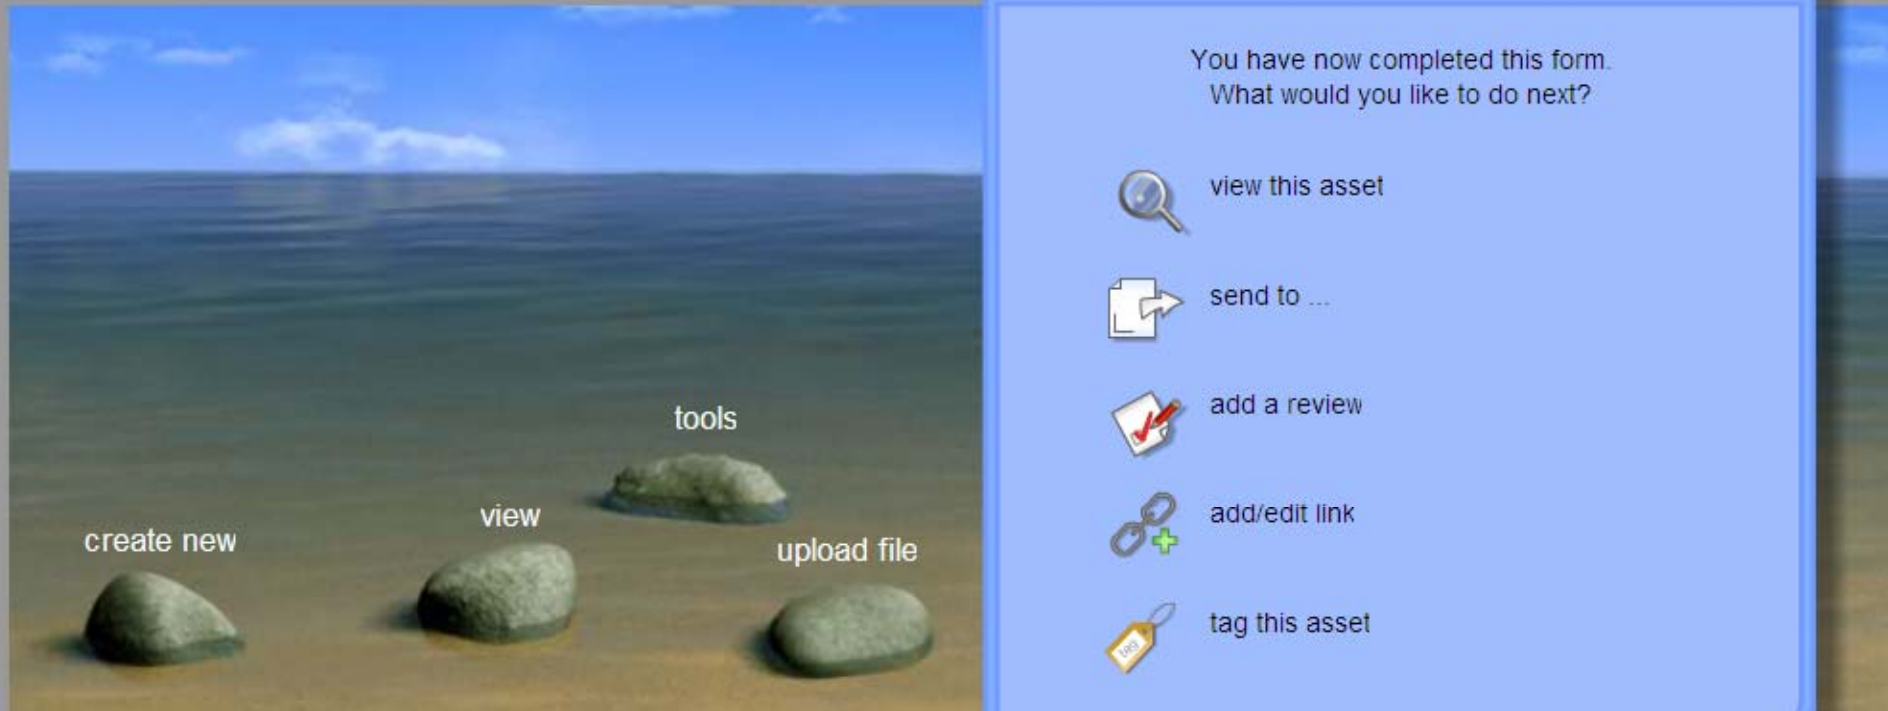 tools
view
create new
upload file
You have now completed this form.
What would you like to do next?
view this asset
send to ...
add a review
add/edit link
tag this asset
tag